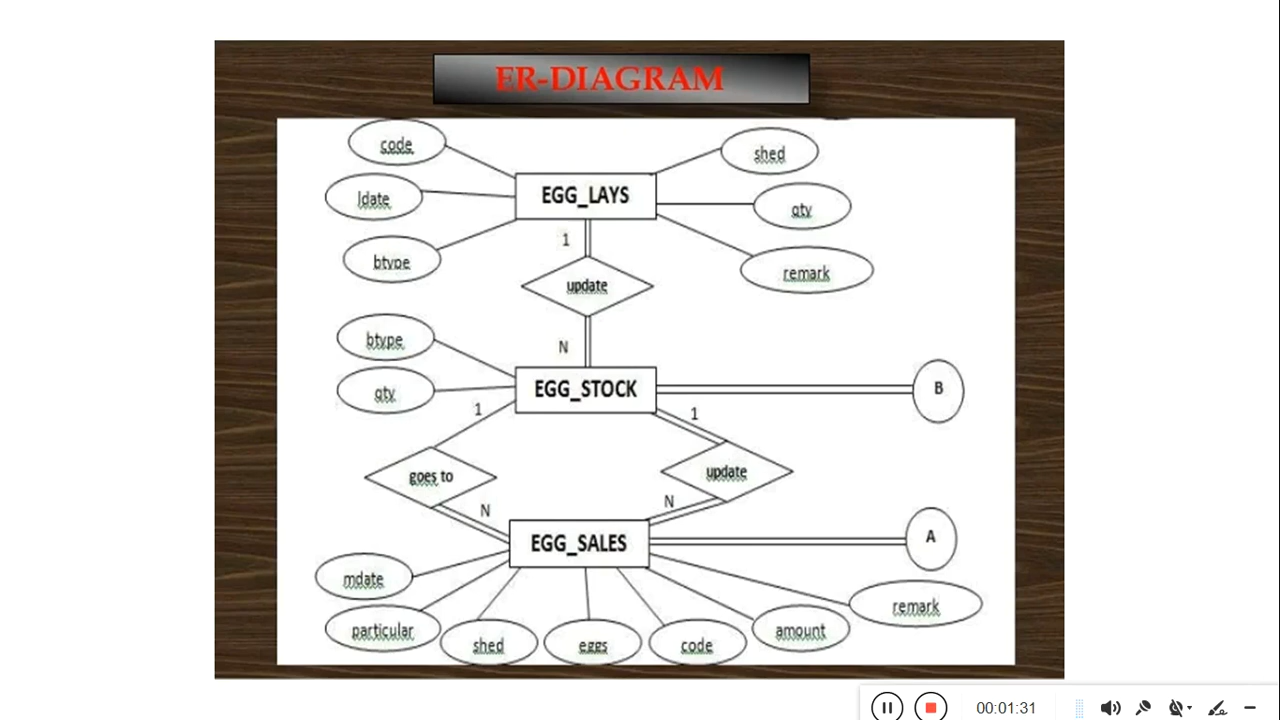 ER-DIAGRAM
code
shed
EGG_LAYS
ldate
qty
1
btype
remark
update
btype
N
EGG_STOCK
B
qty
1
1
goes to
update
N
N
EGG_SALES
A
mdate
remark
particular
shed
eggs
code
amount
00:01:31